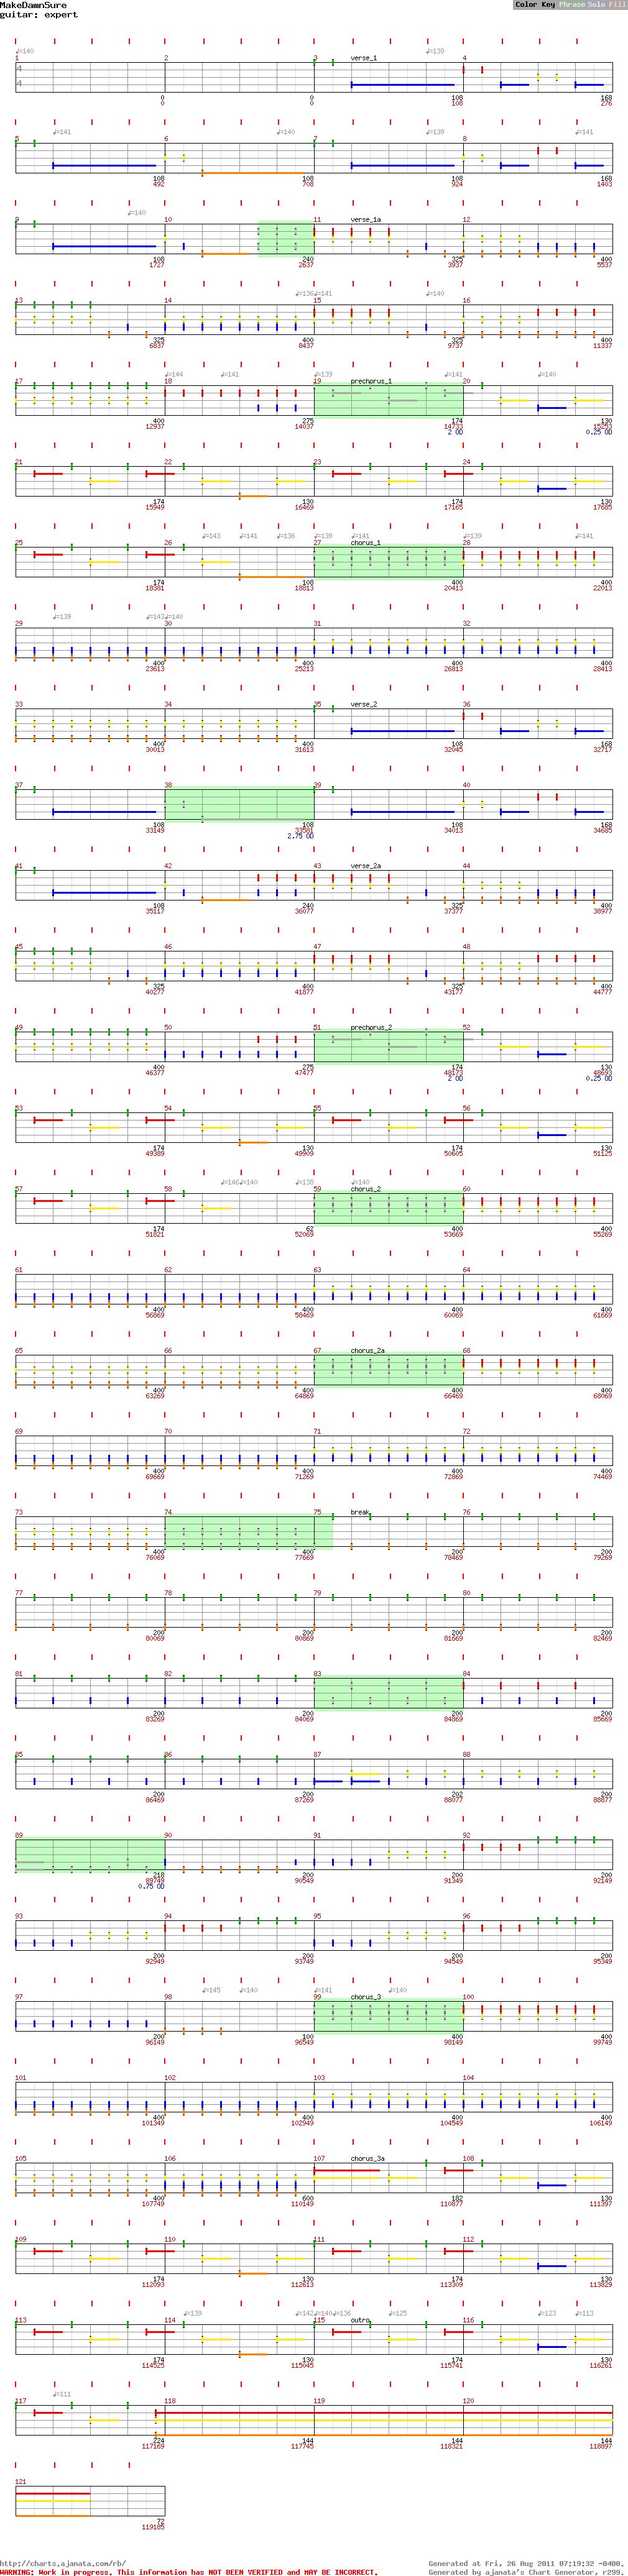 MakeDamnSure
guitar: expert
Color Key Phrase Solo Fill
♩=140 ♩=139
1 2 3 verse_1 4
0 0 108 168
0 0 108 276
♩=141 ♩=140 ♩=139 ♩=141
5 6 7 8
108 108 108 168
492 708 924 1403
♩=140
9 10 11 verse_1a 12
108 240 325 400
1727 2637 3937 5537
♩=136 ♩=141 ♩=140
13 14 15 16
325 400 325 400
6837 8437 9737 11337
♩=144 ♩=141 ♩=139 ♩=141 ♩=140
17 18 19 prechorus_1 20
400 275 174 130
12937 14037 14733 15253
2 OD 0.25 OD
21 22 23 24
174 130 174 130
15949 16469 17165 17685
♩=143 ♩=141 ♩=136 ♩=139 ♩=141 ♩=139 ♩=141
25 26 27 chorus_1 28
174 108 400 400
18381 18813 20413 22013
♩=139 ♩=143 ♩=140
29 30 31 32
400 400 400 400
23613 25213 26813 28413
33 34 35 verse_2 36
400 400 108 168
30013 31613 32045 32717
37 38 39 40
108 108 108 168
33149 33581 34013 34685
2.75 OD
41 42 43 verse_2a 44
108 240 325 400
35117 36077 37377 38977
45 46 47 48
325 400 325 400
40277 41877 43177 44777
49 50 51 prechorus_2 52
400 275 174 130
46377 47477 48173 48693
2 OD 0.25 OD
53 54 55 56
174 130 174 130
49389 49909 50605 51125
♩=146 ♩=140 ♩=138 ♩=140
57 58 59 chorus_2 60
174 62 400 400
51821 52069 53669 55269
61 62 63 64
400 400 400 400
56869 58469 60069 61669
65 66 67 chorus_2a 68
400 400 400 400
63269 64869 66469 68069
69 70 71 72
400 400 400 400
69669 71269 72869 74469
73 74 75 break 76
400 400 200 200
76069 77669 78469 79269
77 78 79 80
200 200 200 200
80069 80869 81669 82469
81 82 83 84
200 200 200 200
83269 84069 84869 85669
85 86 87 88
200 200 202 200
86469 87269 88077 88877
89 90 91 92
218 200 200 200
89749 90549 91349 92149
0.75 OD
93 94 95 96
200 200 200 200
92949 93749 94549 95349
♩=145 ♩=140 ♩=141 ♩=140
97 98 99 chorus_3 100
200 100 400 400
96149 96549 98149 99749
101 102 103 104
400 400 400 400
101349 102949 104549 106149
105 106 107 chorus_3a 108
400 600 182 130
107749 110149 110877 111397
109 110 111 112
174 130 174 130
112093 112613 113309 113829
♩=139 ♩=142 ♩=140 ♩=136 ♩=125 ♩=123 ♩=113
113 114 115 outro 116
174 130 174 130
114525 115045 115741 116261
♩=111
117 118 119 120
224 144 144 144
117169 117745 118321 118897
121
72
119185
http://charts.ajanata.com/rb/ Generated at Fri, 26 Aug 2011 07:19:32 -0400.
WARNING: Work in progress. This information has NOT BEEN VERIFIED and MAY BE INCORRECT. Generated by ajanata's Chart Generator, r299.